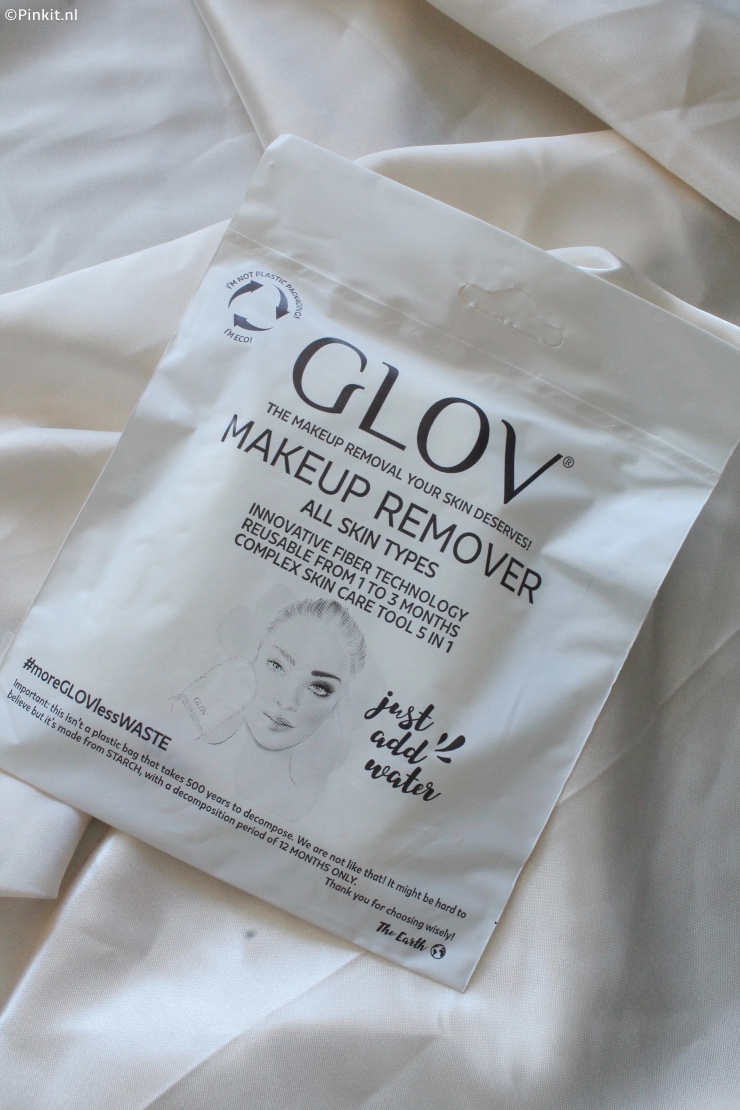 ©Pinkit.nl
I'M NOT PLASTIC PACKAGING!
I'M ECO!
GLOV®
THE MAKEUP REMOVAL YOUR SKIN DESERVES!
MAKEUP REMOVER
ALL SKIN TYPES
INNOVATIVE FIBER TECHNOLOGY
REUSABLE FROM 1 TO 3 MONTHS
COMPLEX SKIN CARE TOOL 5 IN 1
GLOV
just
add
water
#moreGLOVlessWASTE
Important: this isn't a plastic bag that takes 500 years to decompose. We are not like that! It might be hard to
believe but it's made from STARCH, with a decomposition period of 12 MONTHS ONLY.
Thank you for choosing wisely!
The Earth